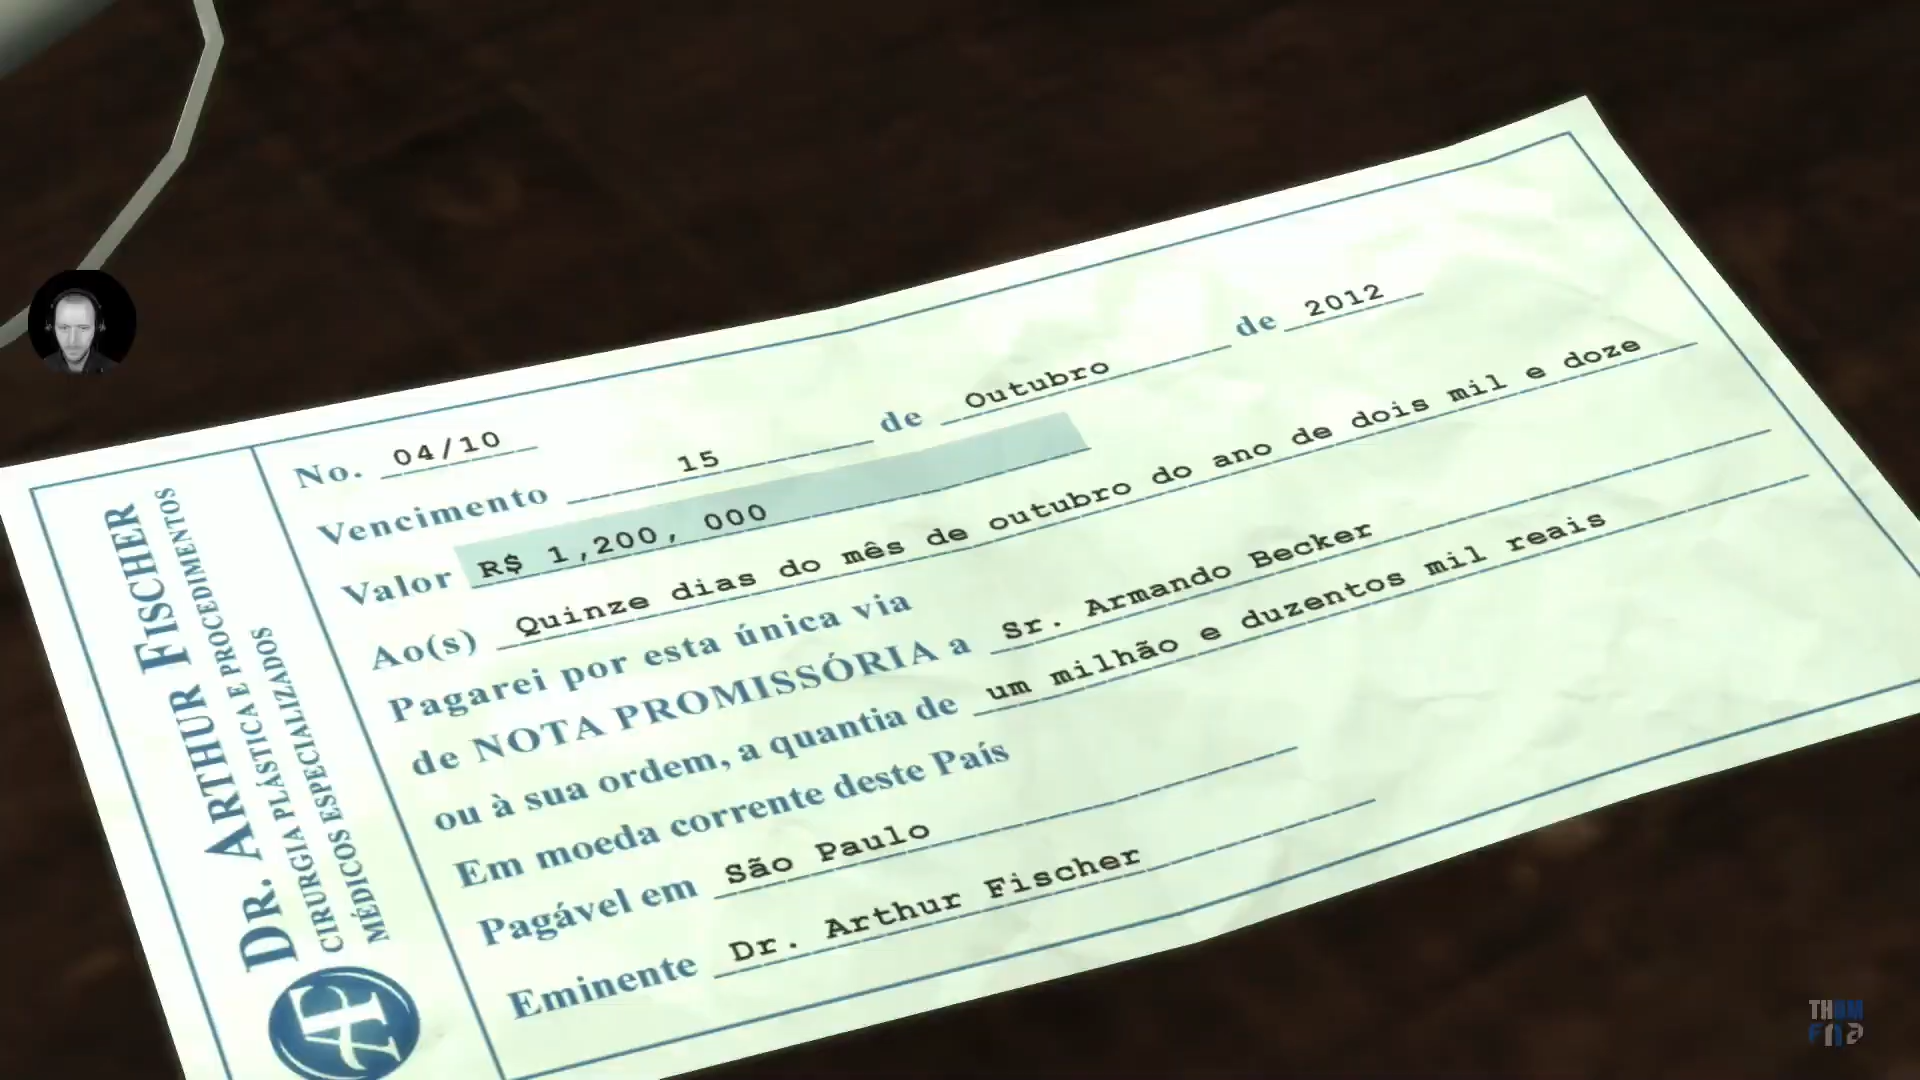 DR. ARTHUR FISCHER
CIRURGIA PLÁSTICA E PROCEDIMENTOS
MÉDICOS ESPECIALIZADOS
AF
No. 04/10
Vencimento 15 de Outubro de 2012
Valor R$ 1,200, 000
Ao(s) Quinze dias do mês de outubro do ano de dois mil e doze
Pagarei por esta única via
de NOTA PROMISSÓRIA a Sr. Armando Becker
ou à sua ordem, a quantia de um milhão e duzentos mil reais
Em moeda corrente deste País
Pagável em São Paulo
Eminente Dr. Arthur Fischer